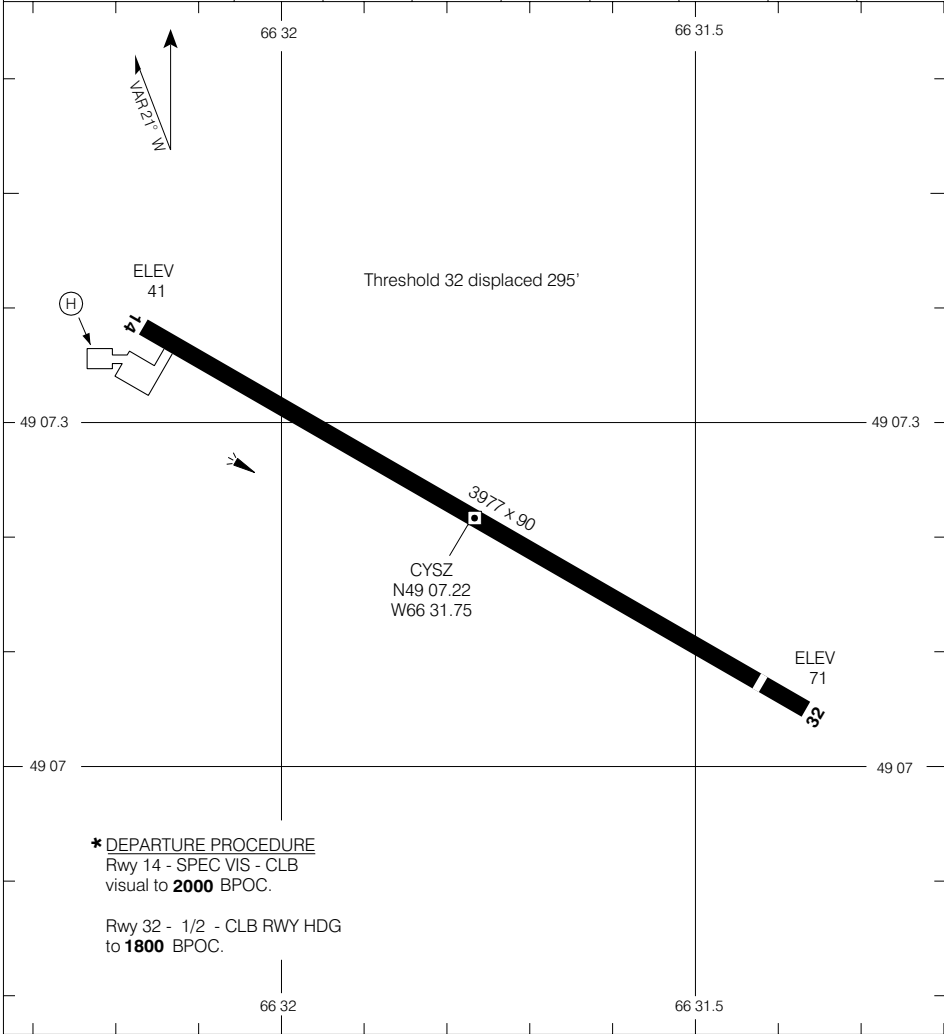 66 32
66 31.5
VAR 21° W
ELEV
41
Threshold 32 displaced 295'
H
14
49 07.3
49 07.3
3977 x 90
CYSZ
N49 07.22
W66 31.75
ELEV
71
32
49 07
49 07
* DEPARTURE PROCEDURE
Rwy 14 - SPEC VIS - CLB
visual to 2000 BPOC.
Rwy 32 - 1/2 - CLB RWY HDG
to 1800 BPOC.
66 32
66 31.5